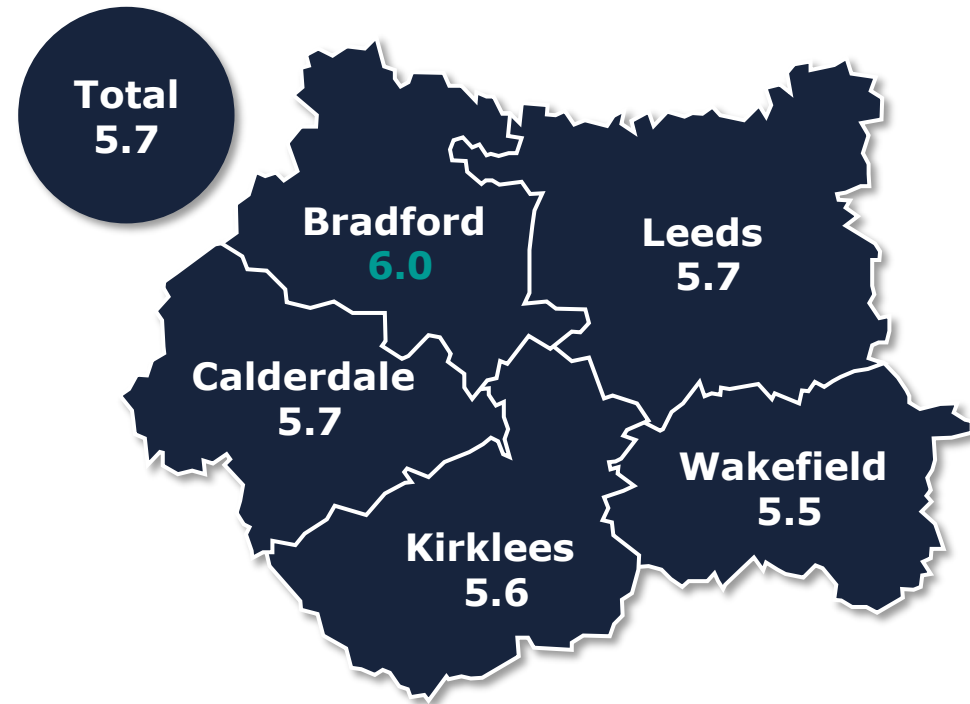 Total
5.7
Bradford
6.0
Leeds
5.7
Calderdale
5.7
Wakefield
5.5
Kirklees
5.6